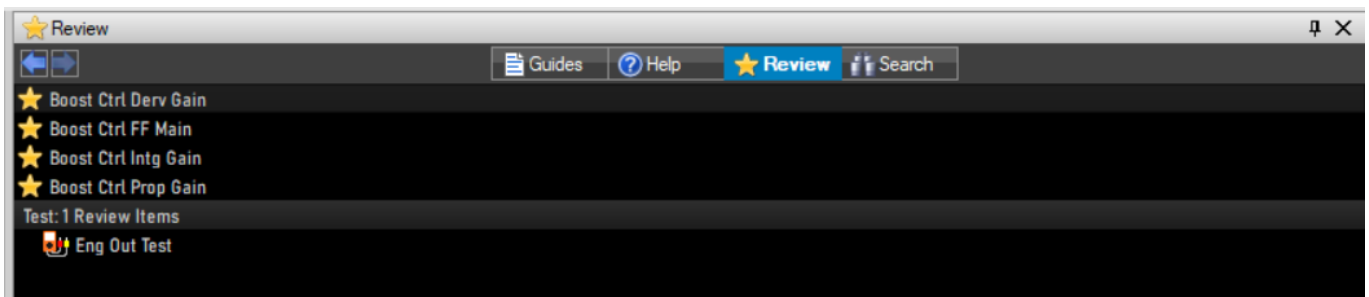 Review
Guides Help Review Search
Boost Ctrl Derv Gain
Boost Ctrl FF Main
Boost Ctrl Intg Gain
Boost Ctrl Prop Gain
Test: 1 Review Items
Eng Out Test